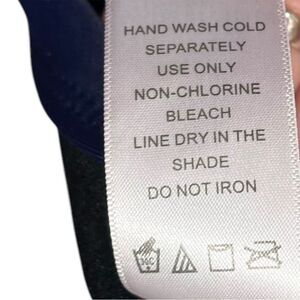 HAND WASH COLD
SEPARATELY
USE ONLY
NON-CHLORINE
BLEACH
LINE DRY IN THE
SHADE
DO NOT IRON